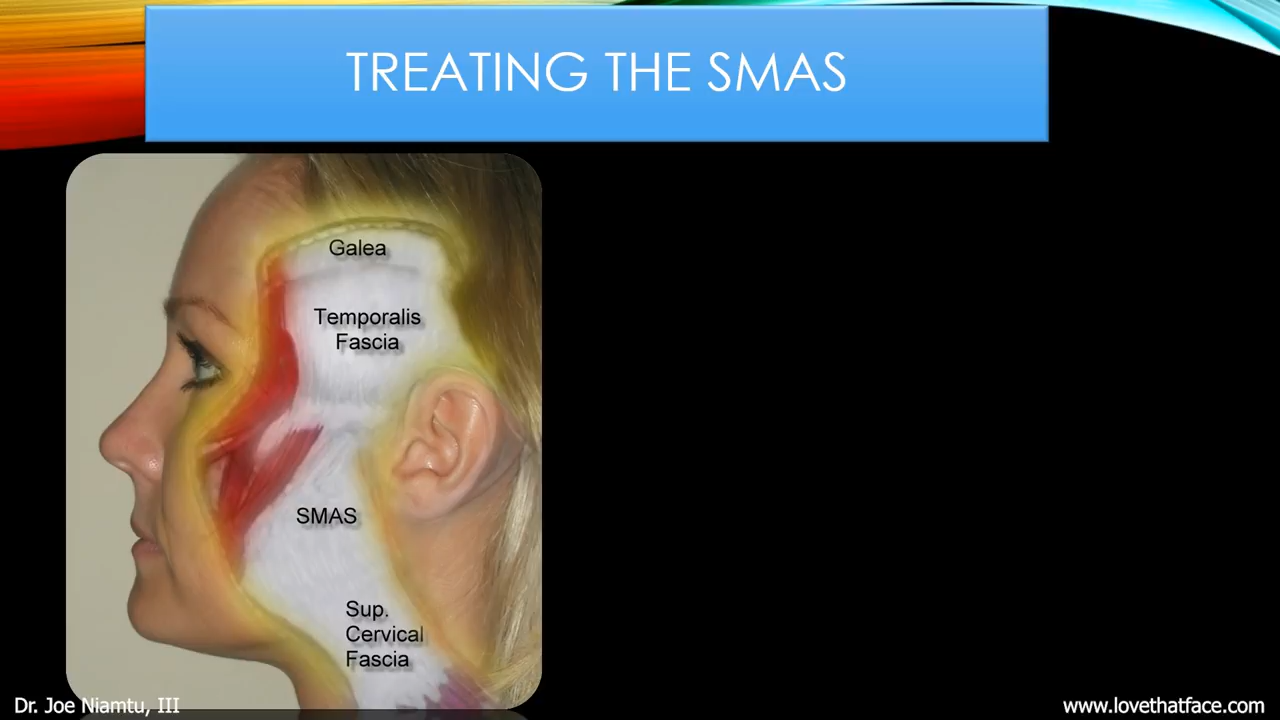 TREATING THE SMAS
Galea
Temporalis
Fascia
SMAS
Sup.
Cervical
Fascia
Dr. Joe Niamtu, III
www.lovethatface.com